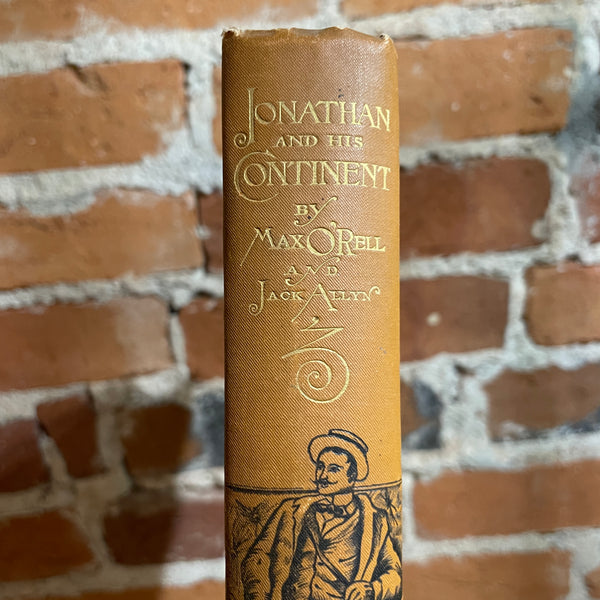 JONATHAN
AND HIS
CONTINENT
BY
MAX O'RELL
AND
JACK ALLYN